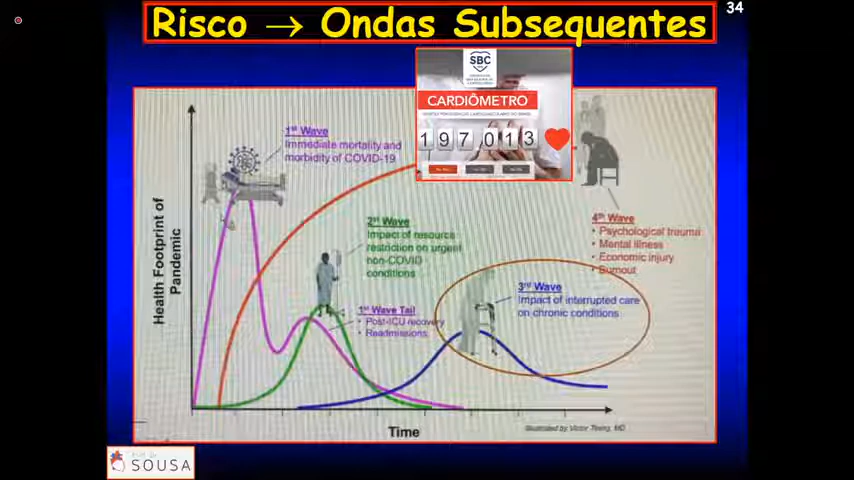 34
Risco → Ondas Subsequentes
SBC
CARDIÔMETRO
197.013
1st Wave
Immediate mortality and
morbidity of COVID-19
2nd Wave
Impact of resource
restriction on urgent
non-COVID
conditions
1st Wave Tail
• Post-ICU recovery
• Readmissions
3rd Wave
Impact of interrupted care
on chronic conditions
4th Wave
• Psychological trauma
• Mental illness
• Economic injury
• Burnout
Health Footprint of
Pandemic
Time
Illustrated by Victor Tseng, MD
SOUSA